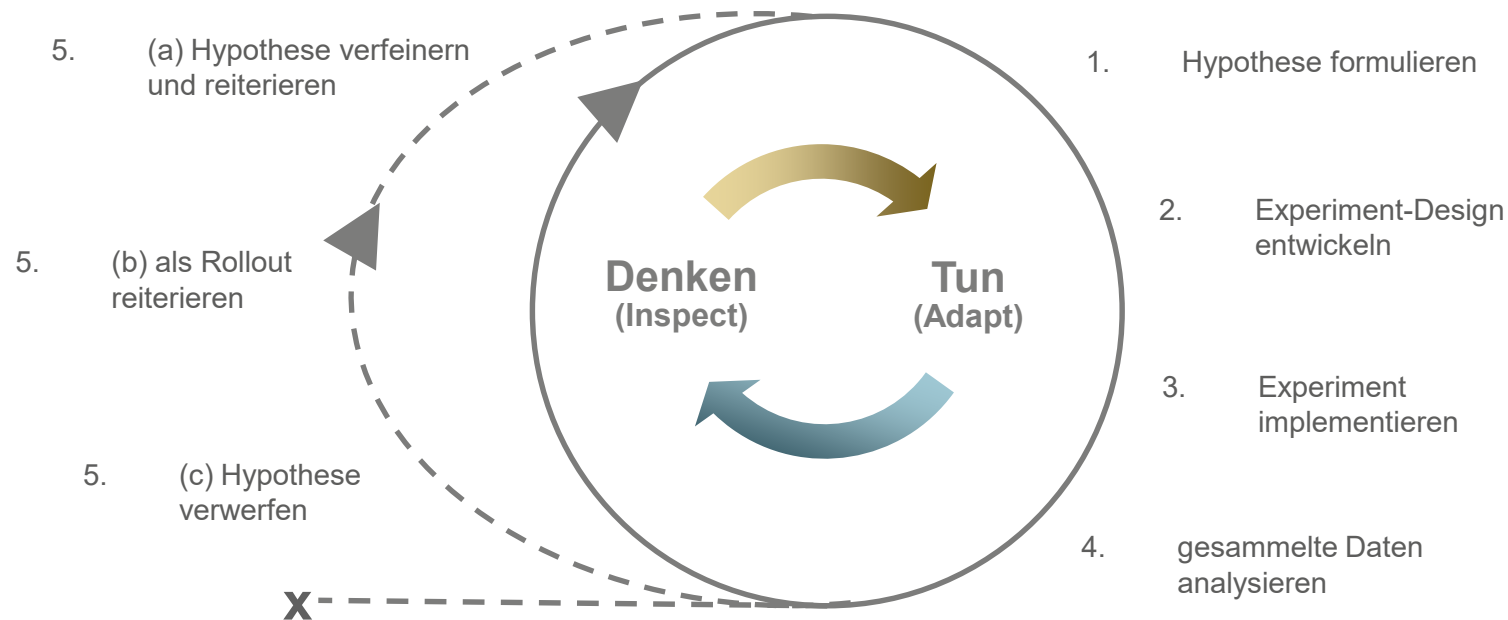 5. (a) Hypothese verfeinern
und reiterieren
5. (b) als Rollout
reiterieren
5. (c) Hypothese
verwerfen
x
Denken
(Inspect)
Tun
(Adapt)
1. Hypothese formulieren
2. Experiment-Design
entwickeln
3. Experiment
implementieren
4. gesammelte Daten
analysieren